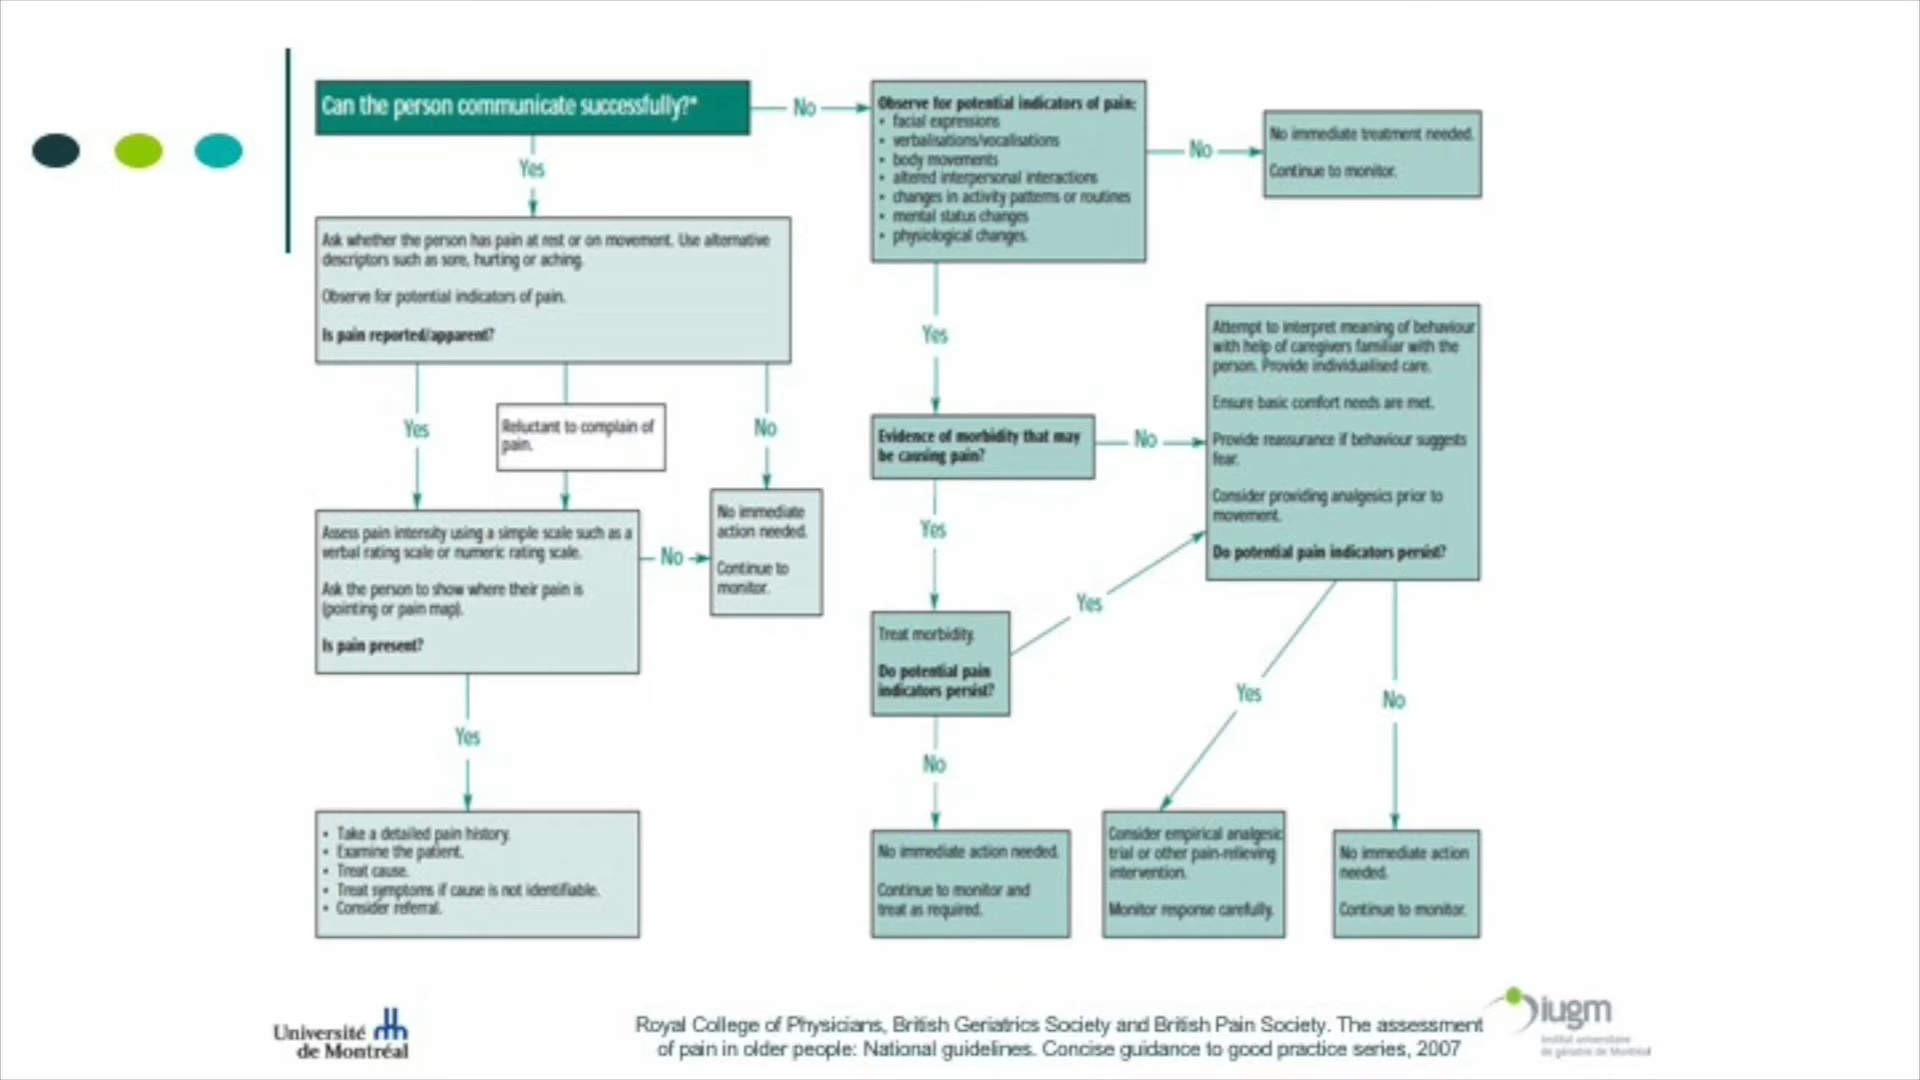 Can the person communicate successfully?*
No
Yes
Ask whether the person has pain at rest or on movement. Use alternative
descriptors such as sore, hurting or aching.
Observe for potential indicators of pain.
Is pain reported/apparent?
Yes
Reluctant to complain of
pain.
No
Assess pain intensity using a simple scale such as a
verbal rating scale or numeric rating scale.
Ask the person to show where their pain is
(pointing or pain map).
Is pain present?
No
No immediate
action needed.
Continue to
monitor.
Yes
• Take a detailed pain history.
• Examine the patient.
• Treat cause.
• Treat symptoms if cause is not identifiable.
• Consider referral.
Observe for potential indicators of pain:
• facial expressions
• verbalisations/vocalisations
• body movements
• altered interpersonal interactions
• changes in activity patterns or routines
• mental status changes
• physiological changes.
No
No immediate treatment needed.
Continue to monitor.
Yes
Evidence of morbidity that may
be causing pain?
No
Attempt to interpret meaning of behaviour
with help of caregivers familiar with the
person. Provide individualised care.
Ensure basic comfort needs are met.
Provide reassurance if behaviour suggests
fear.
Consider providing analgesics prior to
movement.
Do potential pain indicators persist?
Yes
Treat morbidity.
Do potential pain
indicators persist?
Yes
No
No immediate action needed.
Continue to monitor and
treat as required.
Yes
Consider empirical analgesic
trial or other pain-relieving
intervention.
Monitor response carefully.
No
No immediate action
needed.
Continue to monitor.
Université
de Montréal
Royal College of Physicians, British Geriatrics Society and British Pain Society. The assessment
of pain in older people: National guidelines. Concise guidance to good practice series, 2007
iugm
Institut universitaire
de gériatrie de Montréal